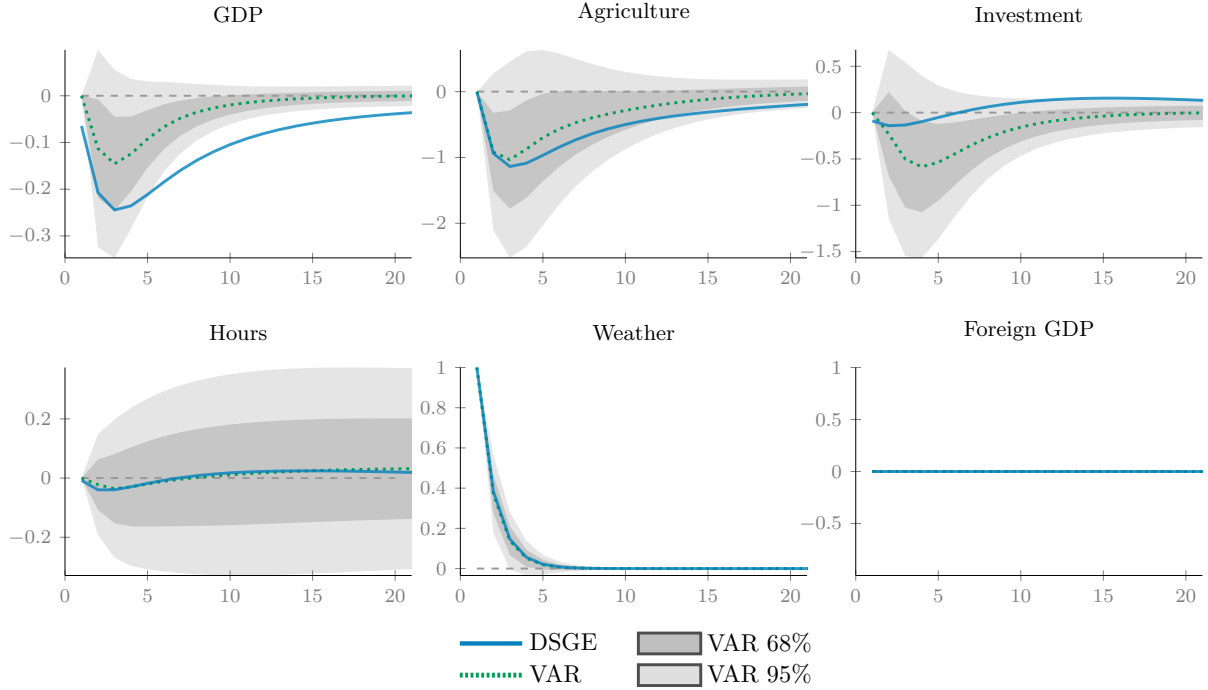 GDP
Agriculture
Investment
0
−0.1
−0.2
−0.3
0 5 10 15 20
0
−1
−2
0 5 10 15 20
0.5
0
−0.5
−1
−1.5
0 5 10 15 20
Hours
Weather
Foreign GDP
0.2
0
−0.2
0 5 10 15 20
1
0.8
0.6
0.4
0.2
0
0 5 10 15 20
1
0.5
0
−0.5
0 5 10 15 20
DSGE
VAR 68%
VAR
VAR 95%